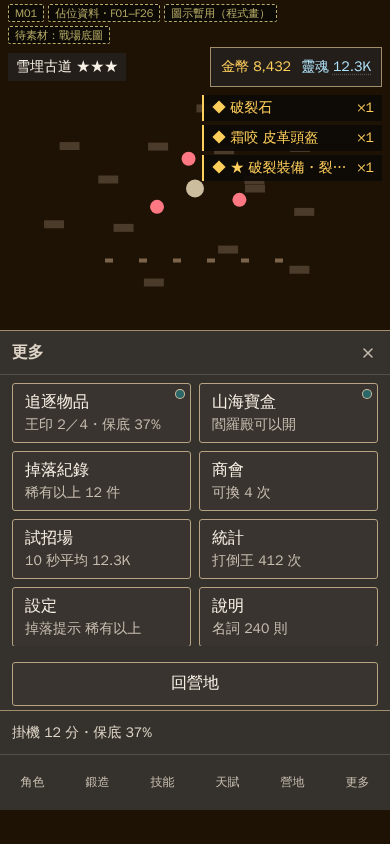 M01 佔位資料・F01–F26 圖示暫用（程式畫）
待素材：戰場底圖
雪埋古道 ★★★
金幣 8,432 靈魂 12.3K
◆ 破裂石 ×1
◆ 霜咬 皮革頭盔 ×1
◆ ★ 破裂裝備・裂⋯ ×1
更多 ×
追逐物品
王印 2／4・保底 37%
山海寶盒
閻羅殿可以開
掉落紀錄
稀有以上 12 件
商會
可換 4 次
試招場
10 秒平均 12.3K
統計
打倒王 412 次
設定
掉落提示 稀有以上
說明
名詞 240 則
回營地
掛機 12 分・保底 37%
角色 鍛造 技能 天賦 營地 更多